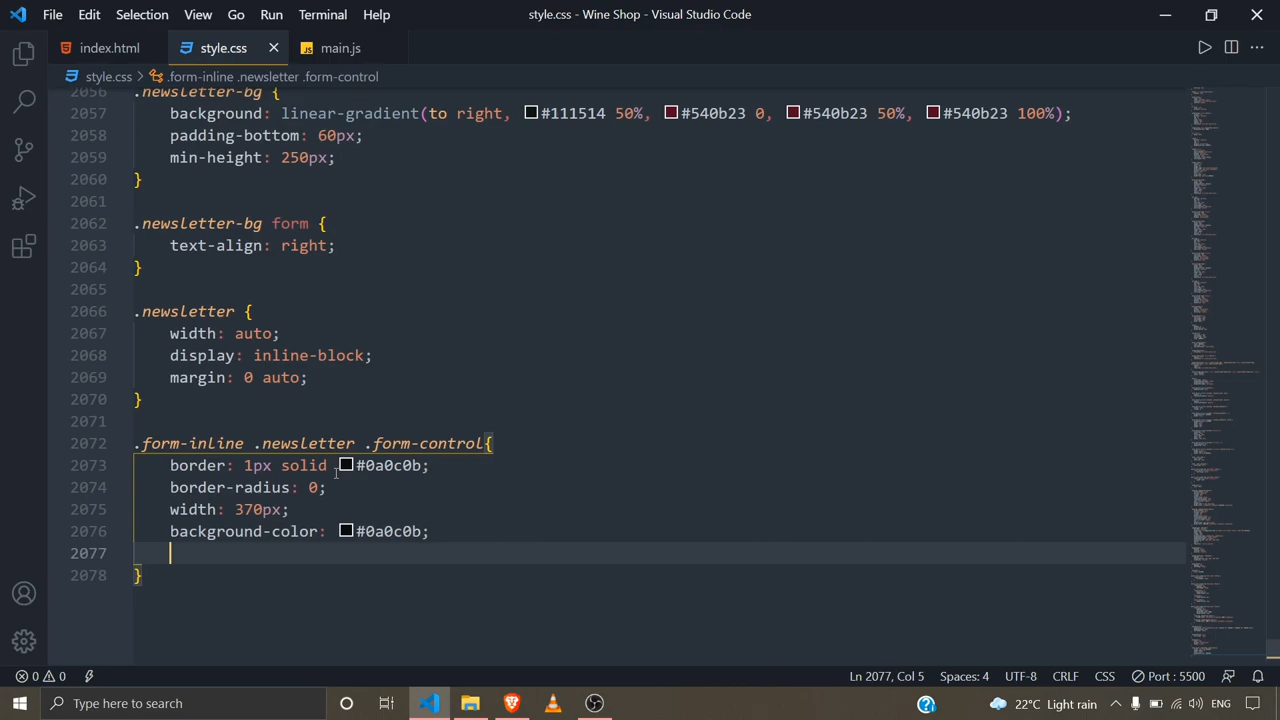 File Edit Selection View Go Run Terminal Help
style.css - Wine Shop - Visual Studio Code
index.html style.css main.js
style.css > .form-inline .newsletter .form-control
2056 .newsletter-bg {
2057 background: linear-gradient(to right, #111f14 50%, #540b23 0, #540b23 50%, #540b23 100%);
2058 padding-bottom: 60px;
2059 min-height: 250px;
2060 }
2061
2062 .newsletter-bg form {
2063 text-align: right;
2064 }
2065
2066 .newsletter {
2067 width: auto;
2068 display: inline-block;
2069 margin: 0 auto;
2070 }
2071
2072 .form-inline .newsletter .form-control{
2073 border: 1px solid #0a0c0b;
2074 border-radius: 0;
2075 width: 370px;
2076 background-color: #0a0c0b;
2077
2078 }
0 0 Ln 2077, Col 5 Spaces: 4 UTF-8 CRLF CSS Port : 5500
Type here to search
22°C Light rain ENG